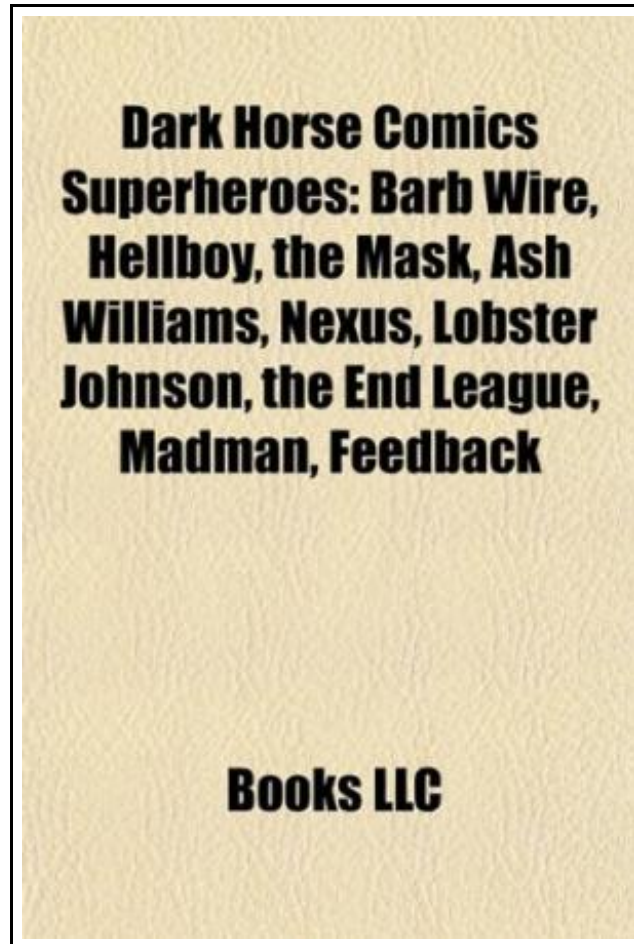 Dark Horse Comics
Superheroes: Barb Wire,
Hellboy, the Mask, Ash
Williams, Nexus, Lobster
Johnson, the End League,
Madman, Feedback
Books LLC